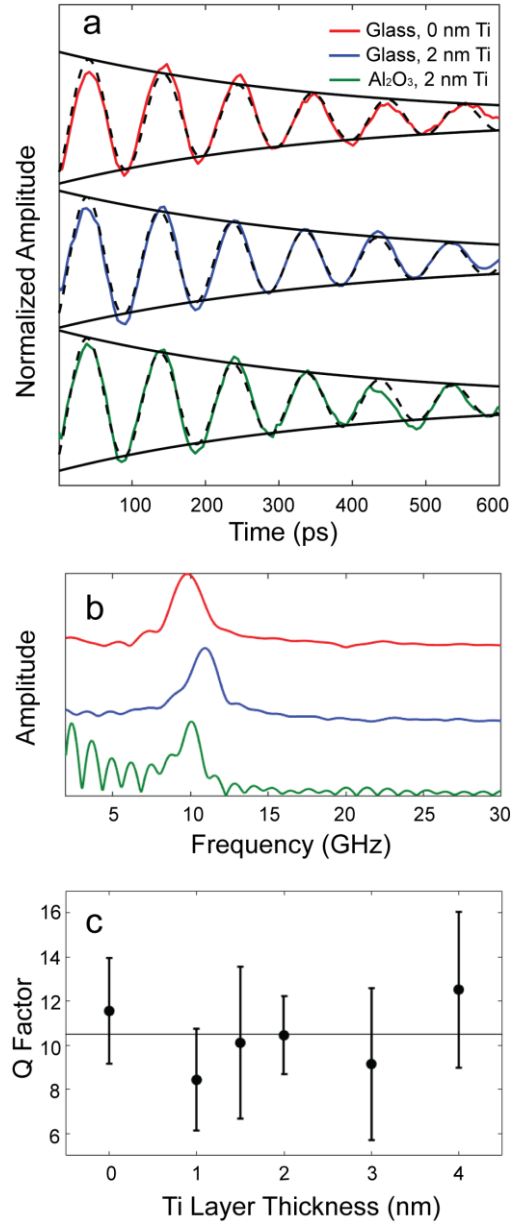 a
Glass, 0 nm Ti
Glass, 2 nm Ti
Al₂O₃, 2 nm Ti
Normalized Amplitude
100 200 300 400 500 600
Time (ps)
b
Amplitude
5 10 15 20 25 30
Frequency (GHz)
c
16
14
12
10
8
6
Q Factor
0 1 2 3 4
Ti Layer Thickness (nm)